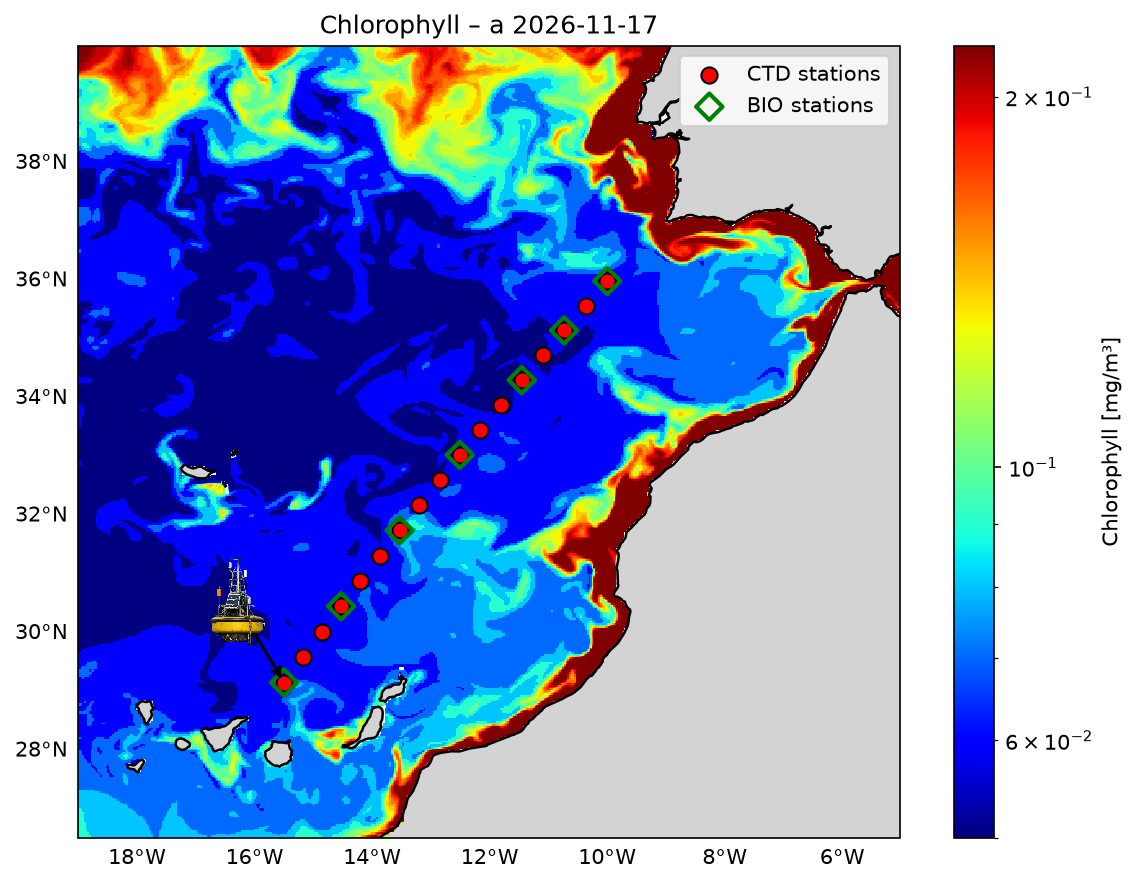 Chlorophyll – a 2026-11-17
CTD stations
BIO stations
38°N
36°N
34°N
32°N
30°N
28°N
18°W
16°W
14°W
12°W
10°W
8°W
6°W
2 × 10⁻¹
10⁻¹
6 × 10⁻²
Chlorophyll [mg/m³]